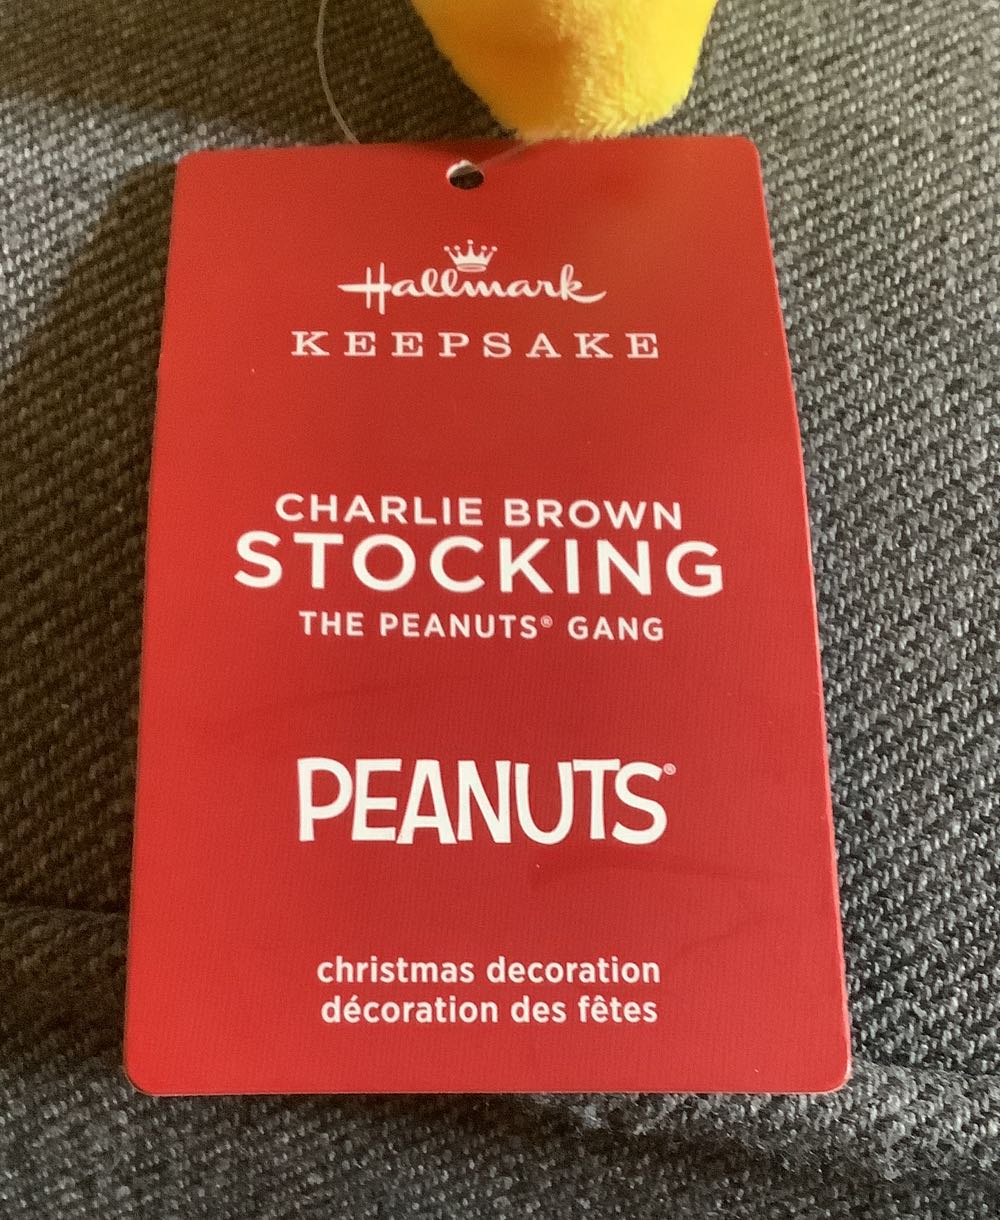 Hallmark
KEEPSAKE
CHARLIE BROWN
STOCKING
THE PEANUTS® GANG
PEANUTS®
christmas decoration
décoration des fêtes